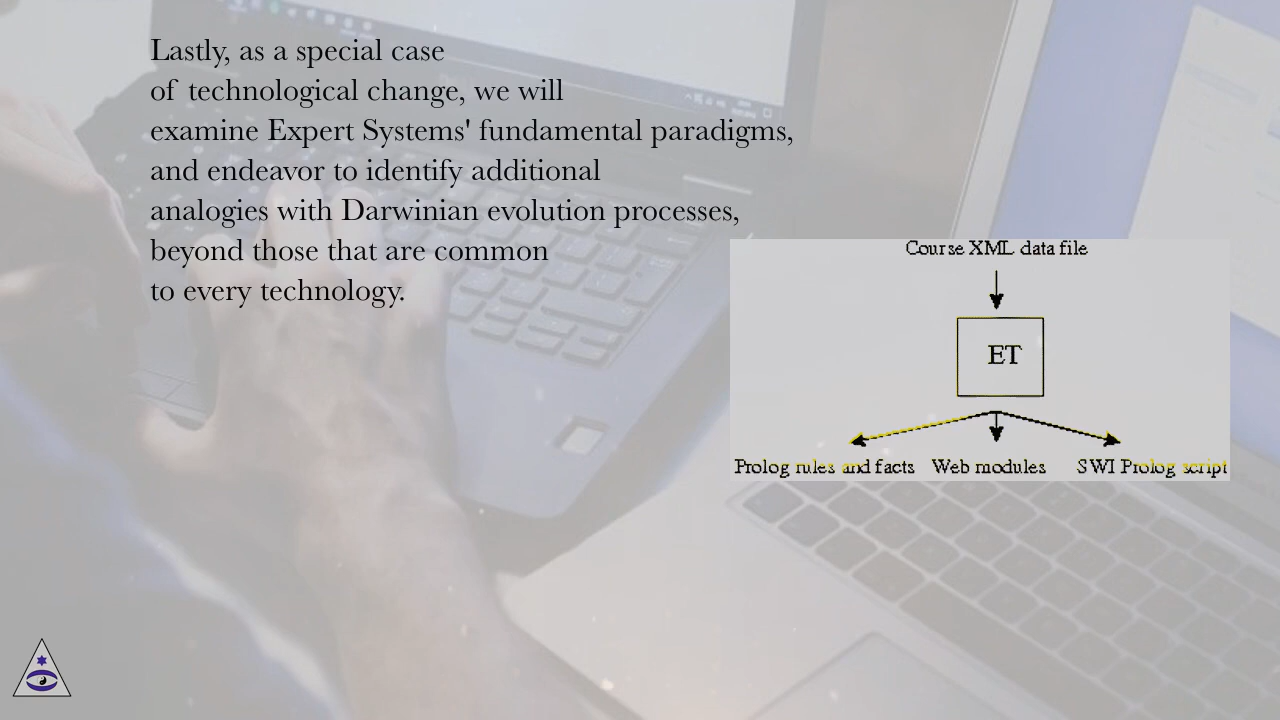 Lastly, as a special case
of technological change, we will
examine Expert Systems' fundamental paradigms,
and endeavor to identify additional
analogies with Darwinian evolution processes,
beyond those that are common
to every technology.
Course XML data file
ET
Prolog rules and facts Web modules SWI Prolog script